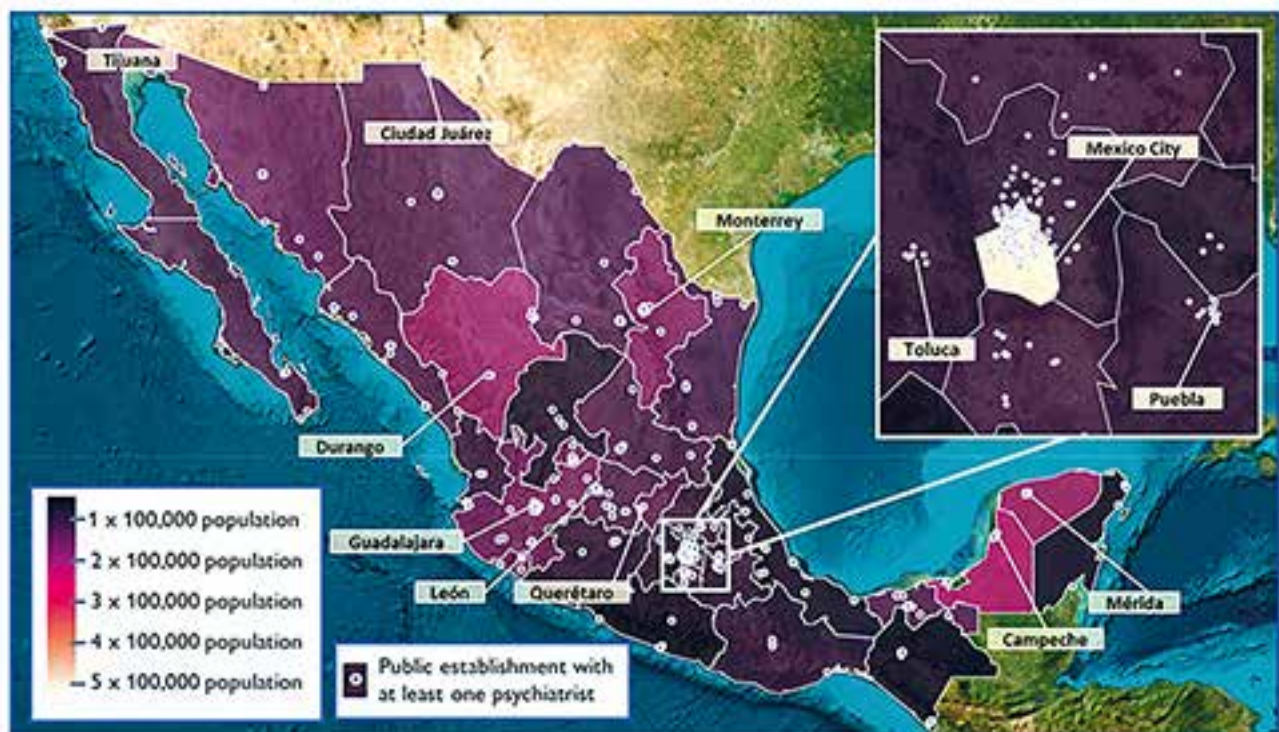 Tijuana
Ciudad Juárez
Mexico City
Monterrey
Toluca
Puebla
Durango
1 x 100,000 population
2 x 100,000 population
3 x 100,000 population
4 x 100,000 population
5 x 100,000 population
Guadalajara
León
Querétaro
Mérida
Campeche
Public establishment with
at least one psychiatrist